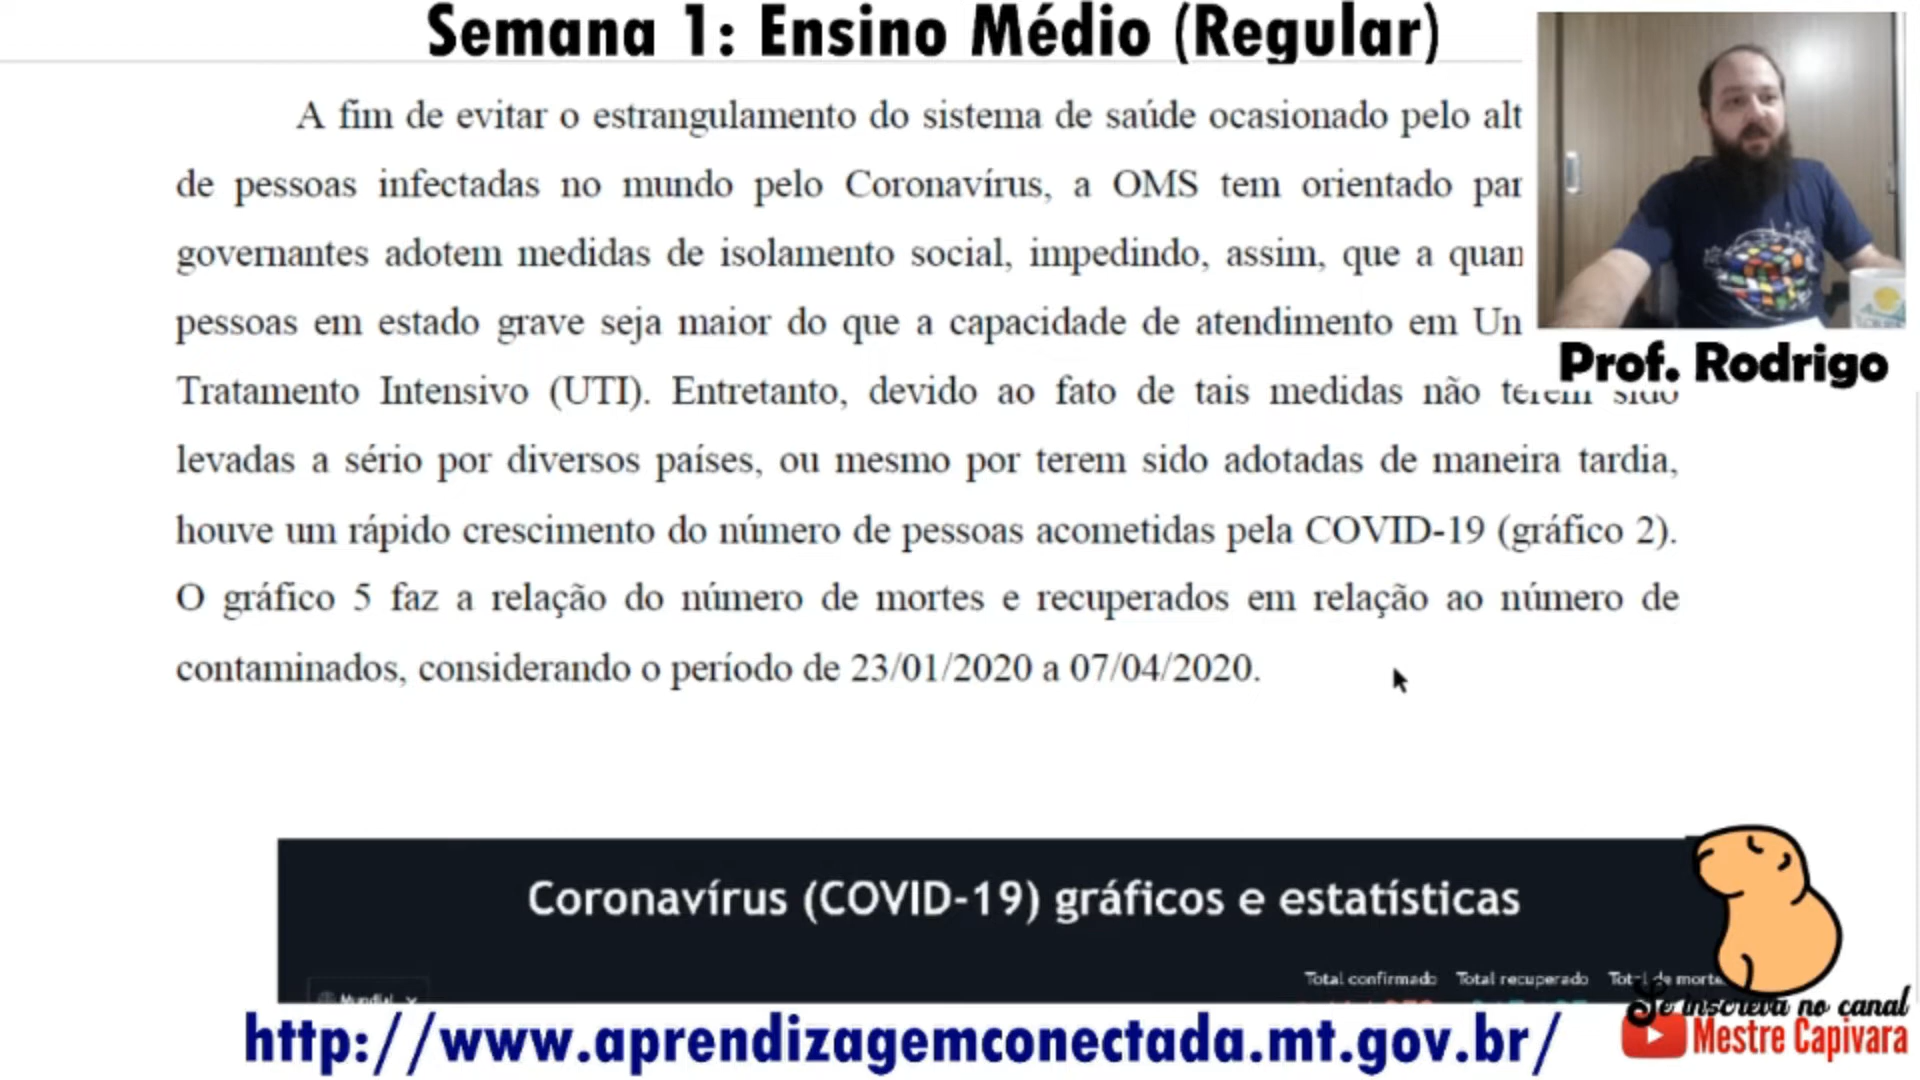 Semana 1: Ensino Médio (Regular)
A fim de evitar o estrangulamento do sistema de saúde ocasionado pelo alt
de pessoas infectadas no mundo pelo Coronavírus, a OMS tem orientado par
governantes adotem medidas de isolamento social, impedindo, assim, que a quan
pessoas em estado grave seja maior do que a capacidade de atendimento em Un
Prof. Rodrigo
Tratamento Intensivo (UTI). Entretanto, devido ao fato de tais medidas não terem sido
levadas a sério por diversos países, ou mesmo por terem sido adotadas de maneira tardia,
houve um rápido crescimento do número de pessoas acometidas pela COVID-19 (gráfico 2).
O gráfico 5 faz a relação do número de mortes e recuperados em relação ao número de
contaminados, considerando o período de 23/01/2020 a 07/04/2020.
Coronavírus (COVID-19) gráficos e estatísticas
Total confirmado Total recuperado Total de morte
Mundial
Se inscreva no canal
Mestre Capivara
http://www.aprendizagemconectada.mt.gov.br/